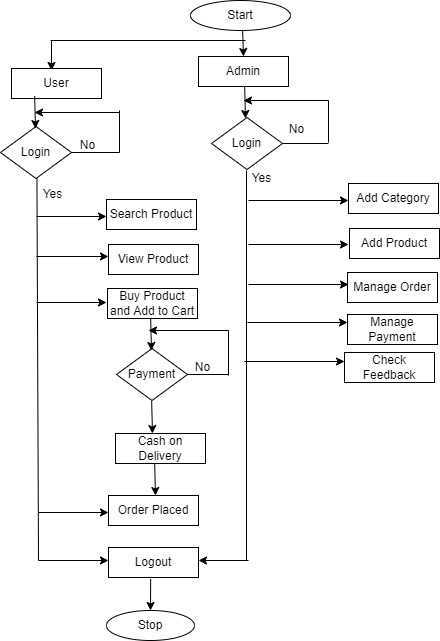 Start
User
Admin
Login
No
Login
No
Yes
Yes
Search Product
Add Category
View Product
Add Product
Buy Product
and Add to Cart
Manage Order
Manage
Payment
Payment
No
Check
Feedback
Cash on
Delivery
Order Placed
Logout
Stop